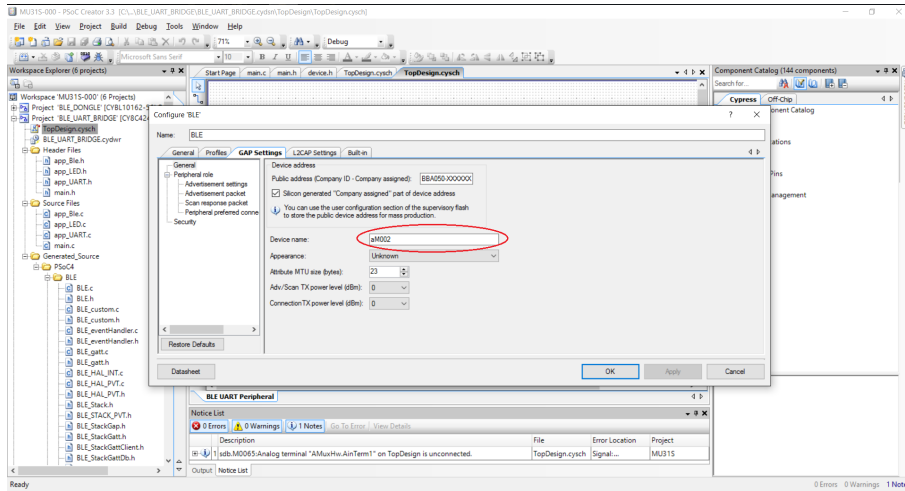 MU31S-000 - PSoC Creator 3.3 [C:\...\BLE_UART_BRIDGE\BLE_UART_BRIDGE.cydsn\TopDesign\TopDesign.cysch]
File Edit View Project Build Debug Tools Window Help
71% Debug
Microsoft Sans Serif 10 B I U
Workspace Explorer (6 projects)
Start Page main.c main.h device.h TopDesign.cysch TopDesign.cysch
Component Catalog (144 components)
Search for...
Cypress Off-Chip
onent Catalog
ations
Pins
anagement
Workspace 'MU31S-000' (6 Projects)
Project 'BLE_DONGLE' [CYBL10162-5
Project 'BLE_UART_BRIDGE' [CY8C42
TopDesign.cysch
BLE_UART_BRIDGE.cydwr
Header Files
app_Ble.h
app_LED.h
app_UART.h
main.h
Source Files
app_Ble.c
app_LED.c
app_UART.c
main.c
Generated_Source
PSoC4
BLE
BLE.c
BLE.h
BLE_custom.c
BLE_custom.h
BLE_eventHandler.c
BLE_eventHandler.h
BLE_gatt.c
BLE_gatt.h
BLE_HAL_INT.c
BLE_HAL_PVT.c
BLE_HAL_PVT.h
BLE_Stack.h
BLE_STACK_PVT.h
BLE_StackGap.h
BLE_StackGatt.h
BLE_StackGattClient.h
BLE_StackGattDb.h
Configure 'BLE' ? X
Name: BLE
General Profiles GAP Settings L2CAP Settings Built-in
General
Peripheral role
Advertisement settings
Advertisement packet
Scan response packet
Peripheral preferred conne
Security
Restore Defaults
Device address
Public address (Company ID - Company assigned): BBA050-XXXXXX
Silicon generated "Company assigned" part of device address
You can use the user configuration section of the supervisory flash
to store the public device address for mass production.
Device name: aM002
Appearance: Unknown
Attribute MTU size (bytes): 23
Adv/Scan TX power level (dBm): 0
Connection TX power level (dBm): 0
Datasheet OK Apply Cancel
BLE UART Peripheral
Notice List
0 Errors 0 Warnings 1 Notes Go To Error View Details
Description File Error Location Project
1 sdb.M0065:Analog terminal "AMuxHw.AinTerm1" on TopDesign is unconnected. TopDesign.cysch Signal:... MU31S
Output Notice List
Ready 0 Errors 0 Warnings 1 Note